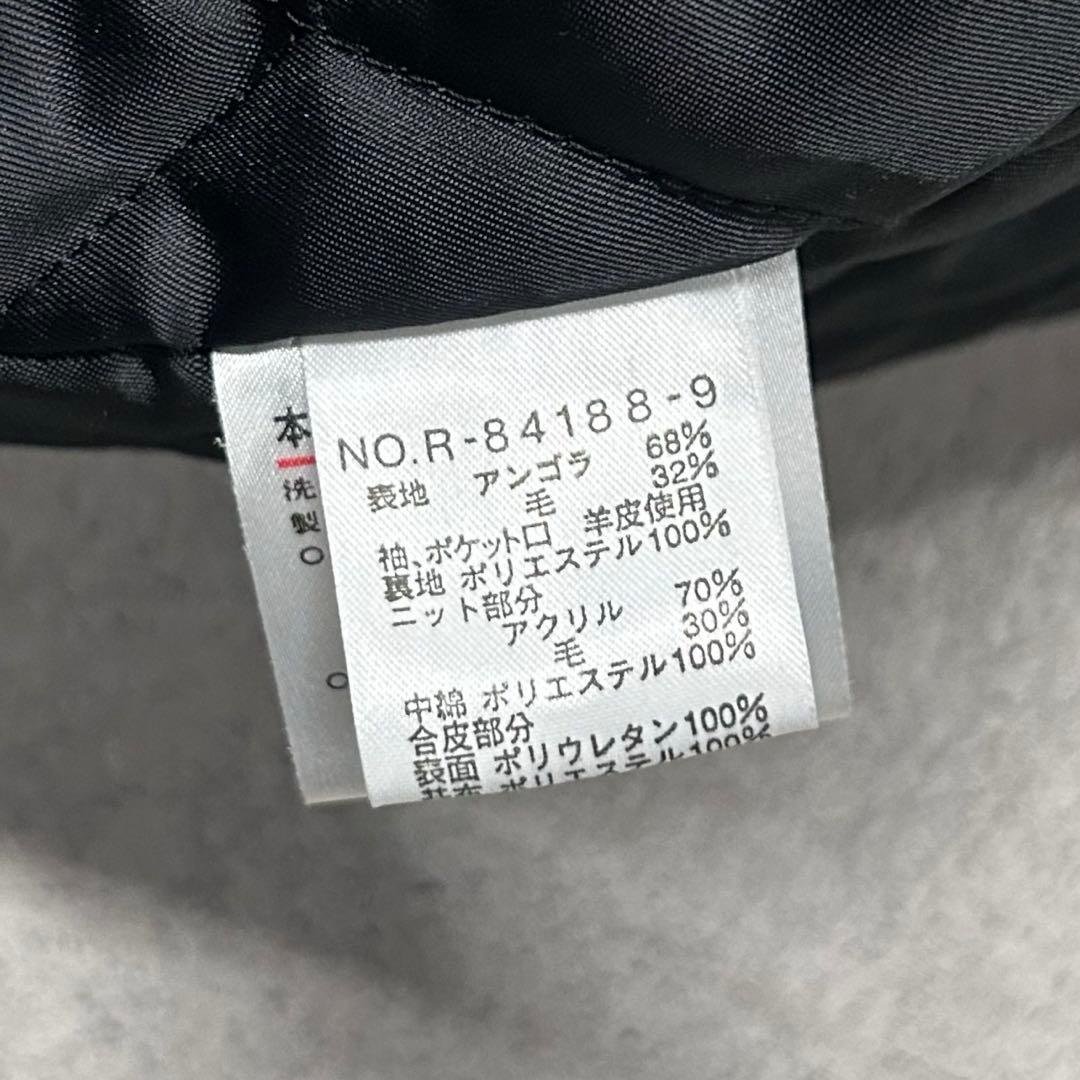 本
洗
製
○
○
NO.R-84188-9
表地 アンゴラ 68%
毛 32%
袖、ポケット口 羊皮使用
裏地 ポリエステル100%
ニット部分
アクリル 70%
毛 30%
中綿 ポリエステル100%
合皮部分
表面 ポリウレタン100%
基布 ポリエステル100%